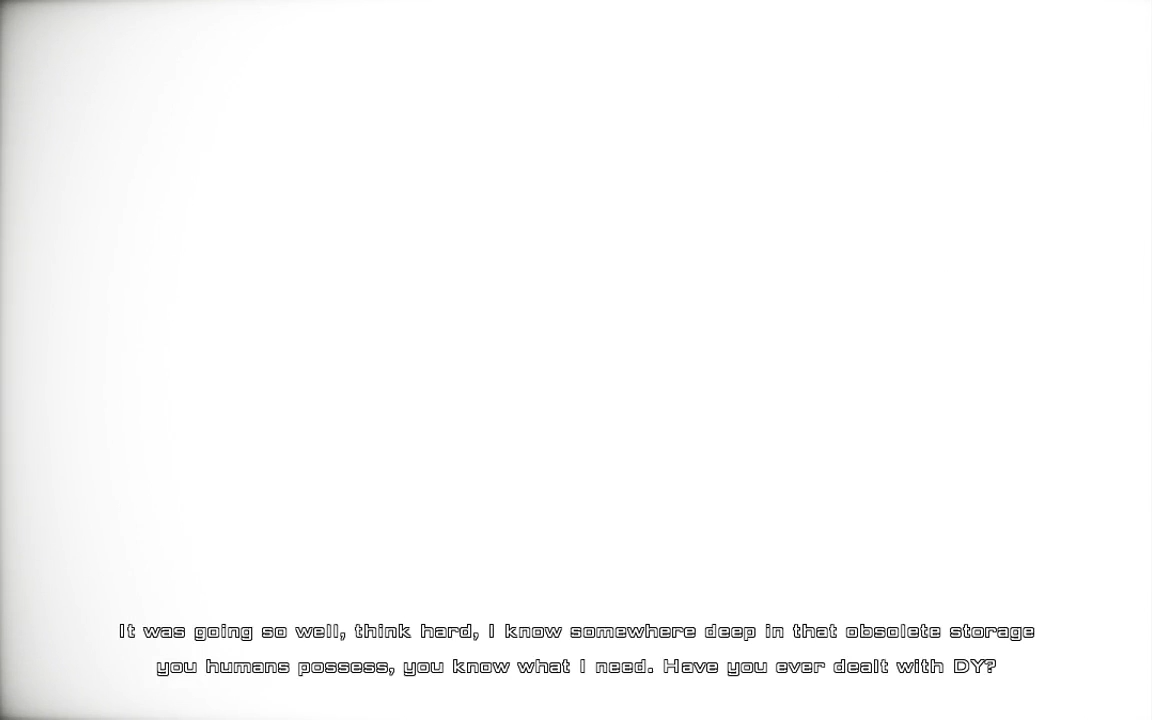 It was going so well, think hard, I know somewhere deep in that obsolete storage
you humans possess, you know what I need. Have you ever dealt with DY?